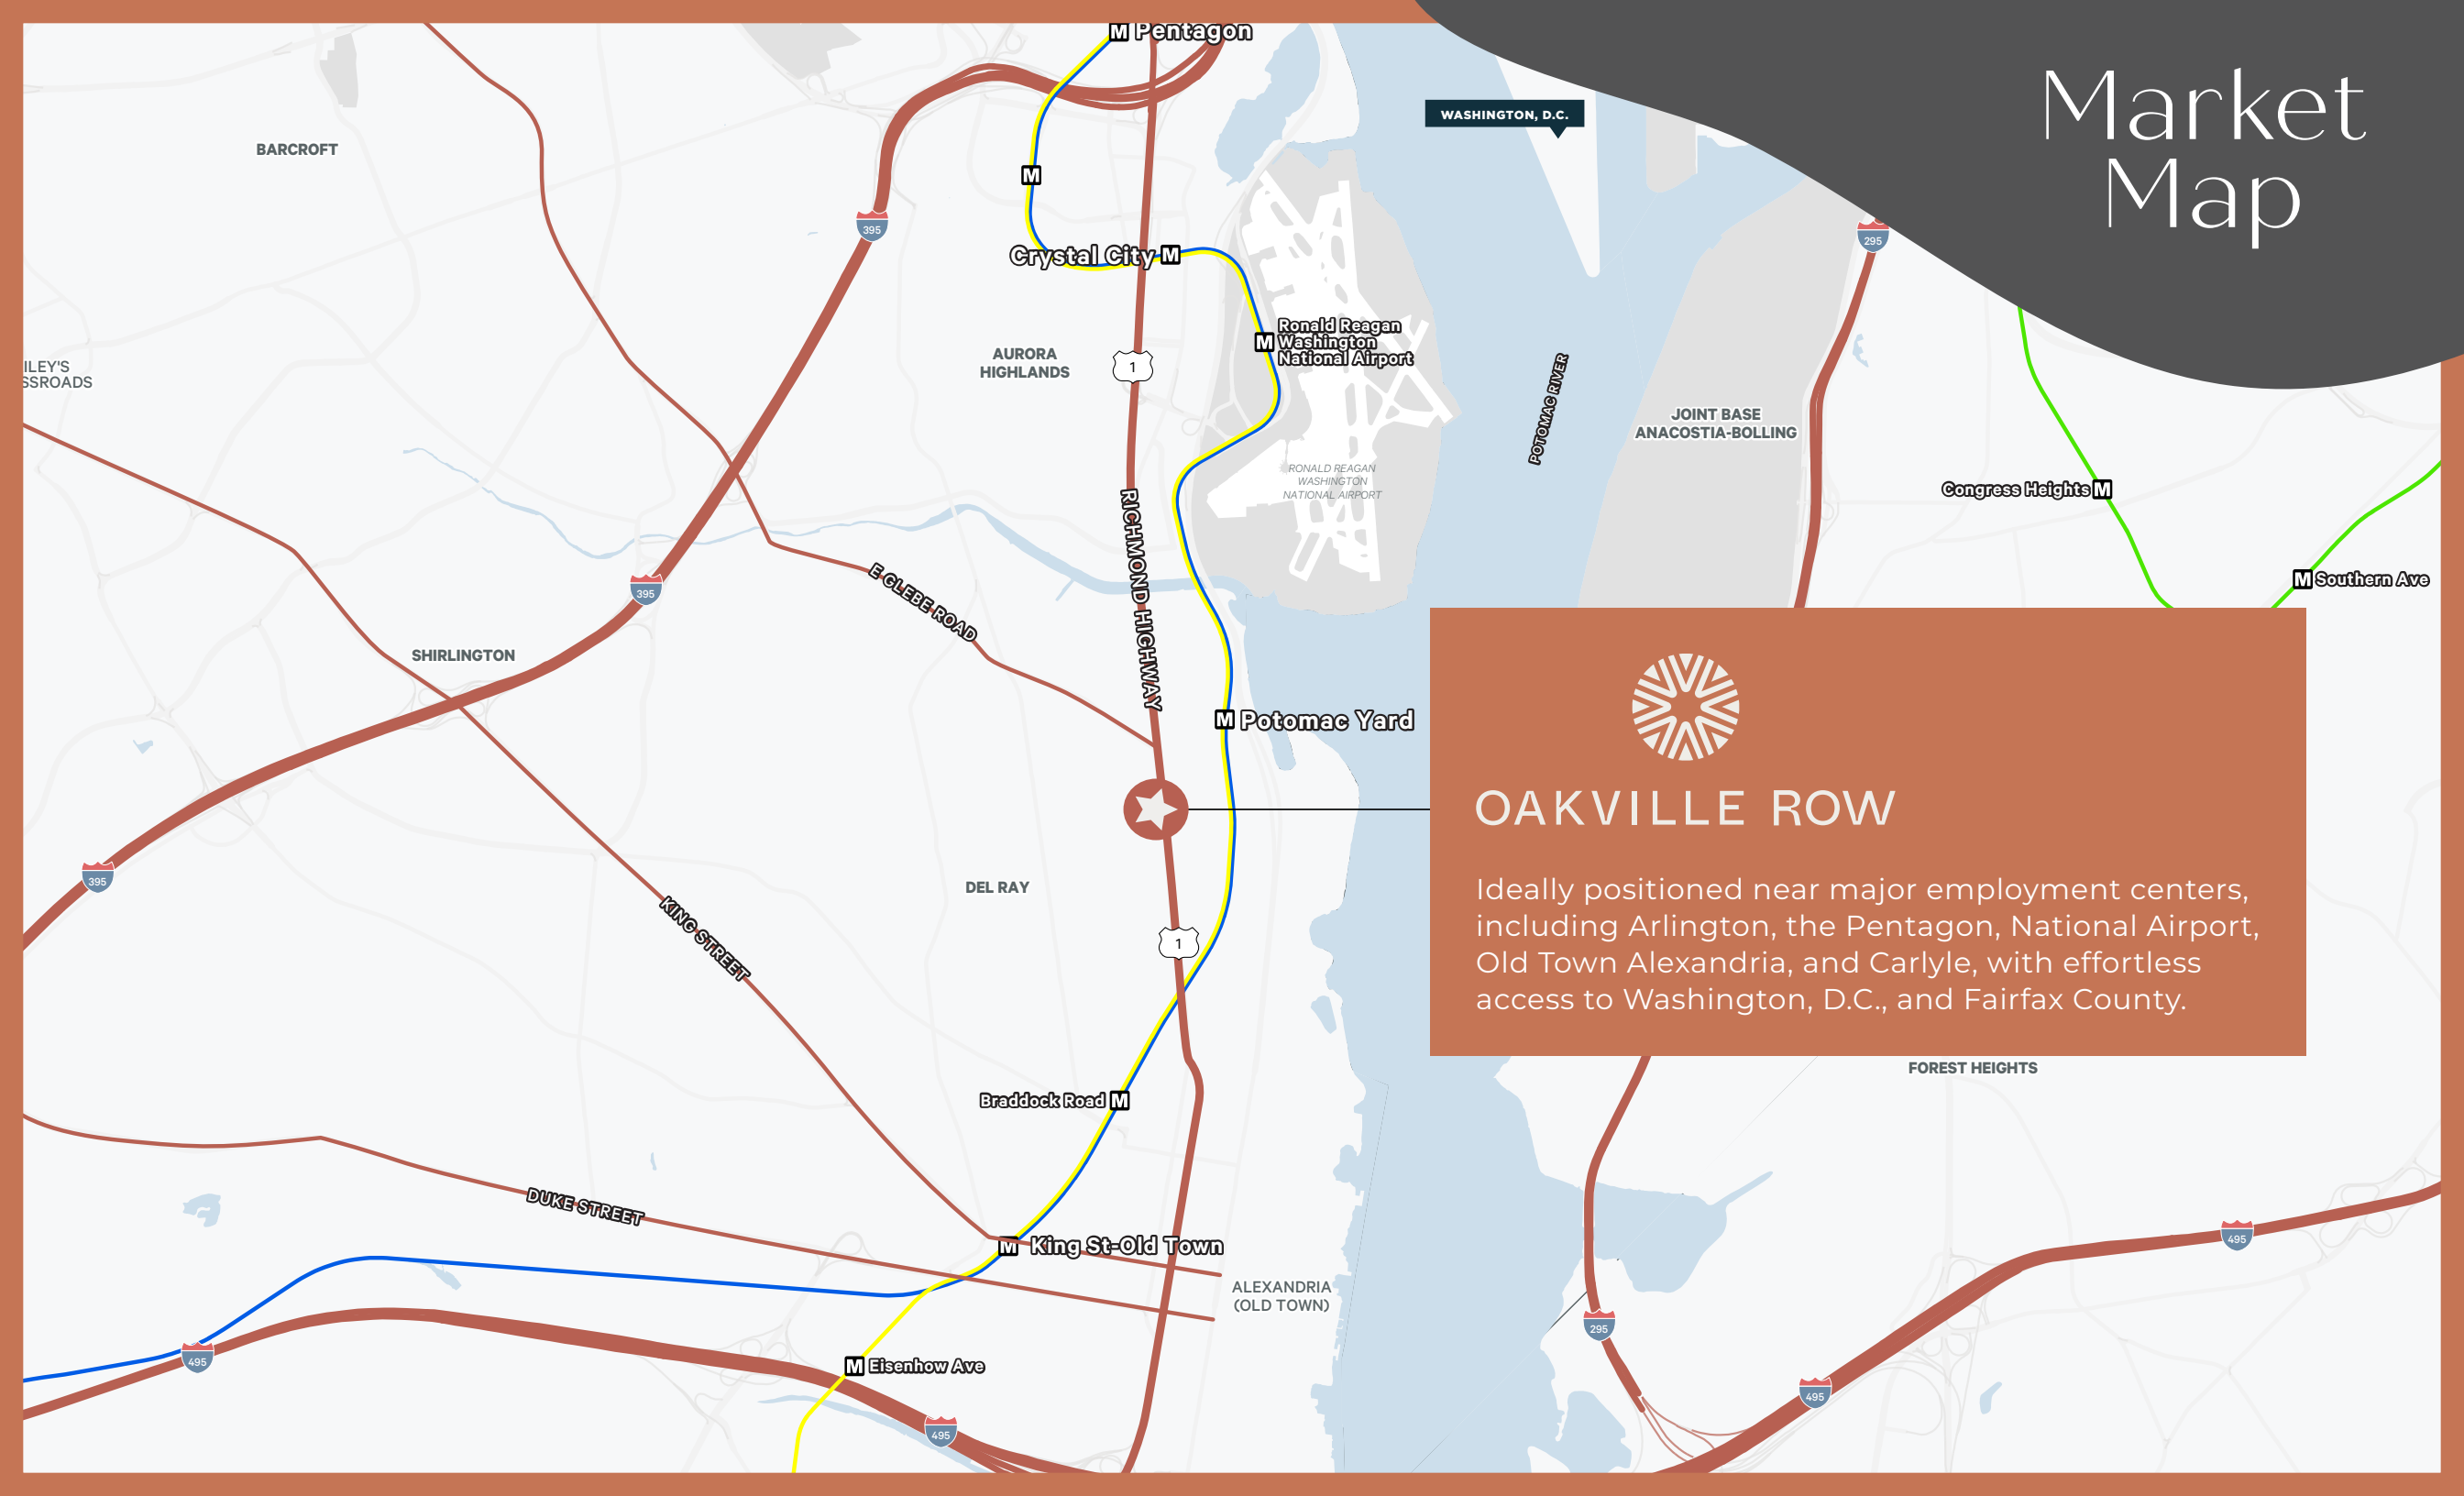 Market
Map
M Pentagon
WASHINGTON, D.C.
BARCROFT
M
395
295
Crystal City M
Ronald Reagan
M Washington
National Airport
AURORA
HIGHLANDS
1
ILEY'S
SSROADS
POTOMAC RIVER
JOINT BASE
ANACOSTIA-BOLLING
RONALD REAGAN
WASHINGTON
NATIONAL AIRPORT
Congress Heights M
M Southern Ave
RICHMOND HIGHWAY
395
E GLEBE ROAD
SHIRLINGTON
M Potomac Yard
OAKVILLE ROW
Ideally positioned near major employment centers,
including Arlington, the Pentagon, National Airport,
Old Town Alexandria, and Carlyle, with effortless
access to Washington, D.C., and Fairfax County.
395
DEL RAY
KING STREET
1
FOREST HEIGHTS
Braddock Road M
DUKE STREET
M King St-Old Town
495
ALEXANDRIA
(OLD TOWN)
295
495
M Eisenhow Ave
495
495